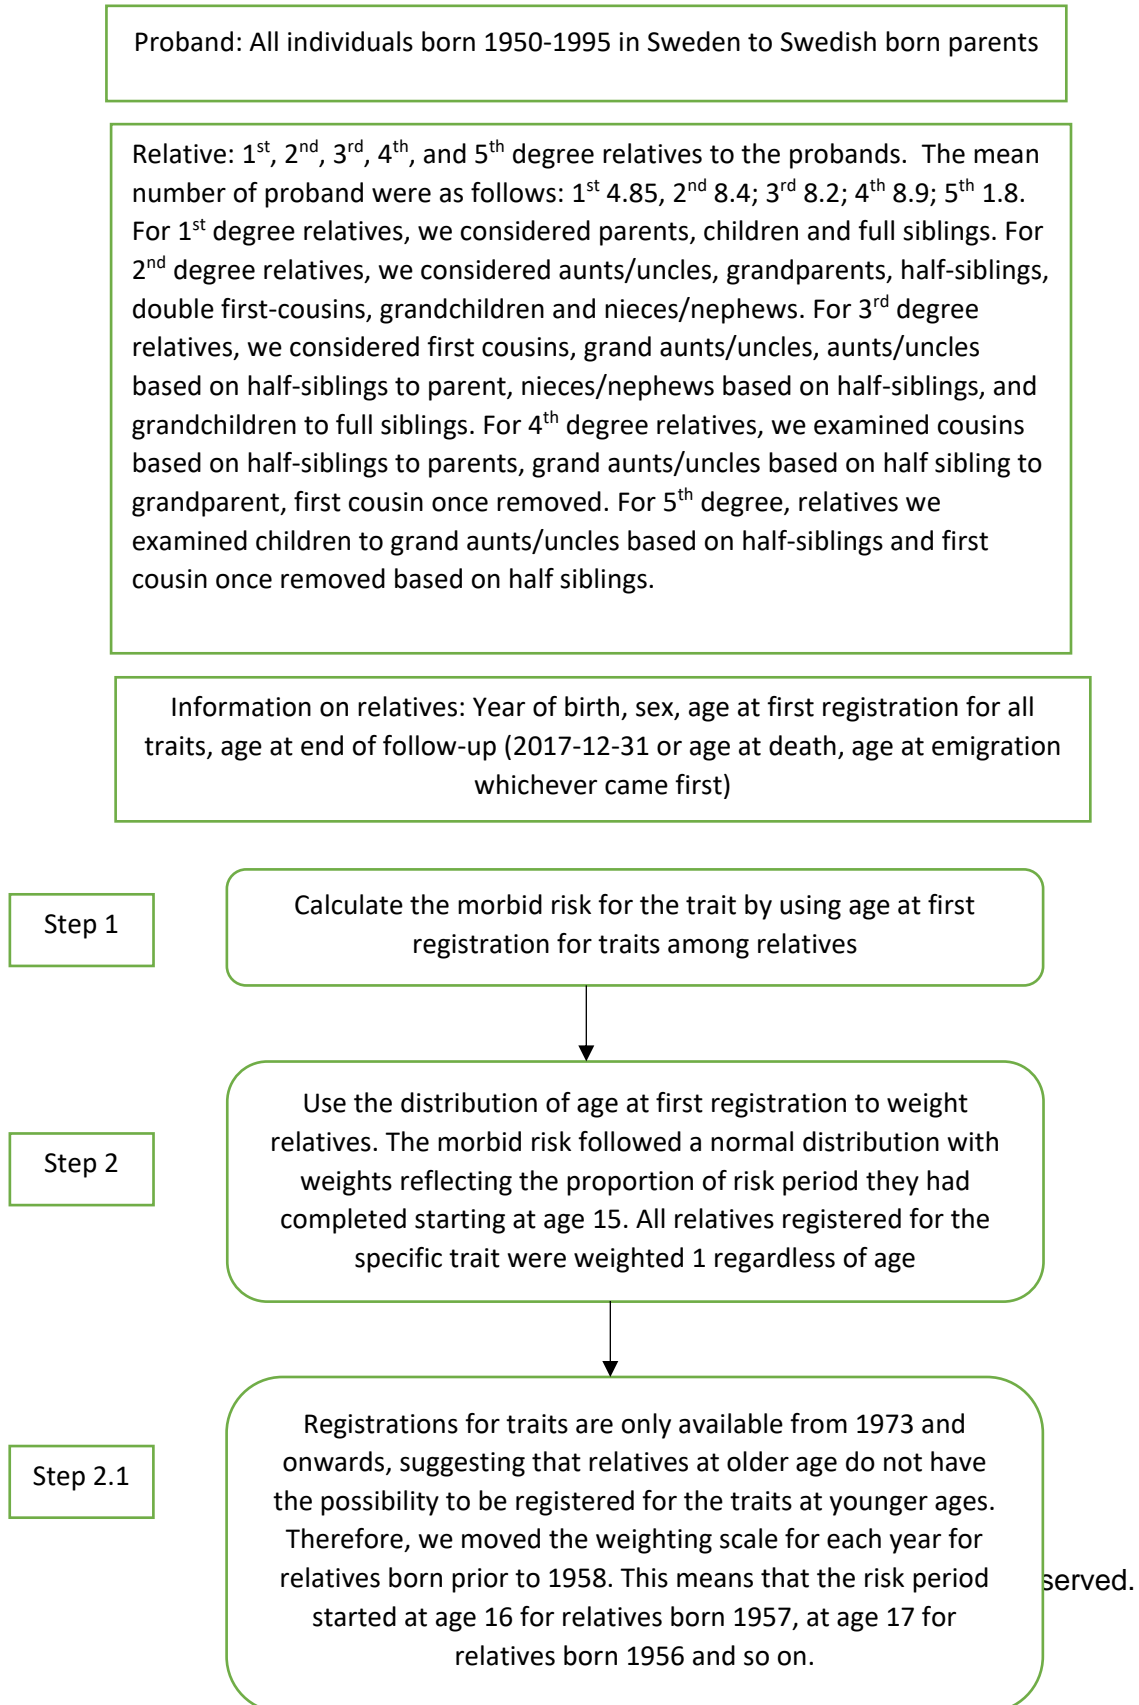 Proband: All individuals born 1950-1995 in Sweden to Swedish born parents
Relative: 1st, 2nd, 3rd, 4th, and 5th degree relatives to the probands.  The mean
number of proband were as follows: 1st 4.85, 2nd 8.4; 3rd 8.2; 4th 8.9; 5th 1.8.
For 1st degree relatives, we considered parents, children and full siblings. For
2nd degree relatives, we considered aunts/uncles, grandparents, half-siblings,
double first-cousins, grandchildren and nieces/nephews. For 3rd degree
relatives, we considered first cousins, grand aunts/uncles, aunts/uncles
based on half-siblings to parent, nieces/nephews based on half-siblings, and
grandchildren to full siblings. For 4th degree relatives, we examined cousins
based on half-siblings to parents, grand aunts/uncles based on half sibling to
grandparent, first cousin once removed. For 5th degree, relatives we
examined children to grand aunts/uncles based on half-siblings and first
cousin once removed based on half siblings.
Information on relatives: Year of birth, sex, age at first registration for all
traits, age at end of follow-up (2017-12-31 or age at death, age at emigration
whichever came first)
Step 1
Calculate the morbid risk for the trait by using age at first
registration for traits among relatives
Step 2
Use the distribution of age at first registration to weight
relatives. The morbid risk followed a normal distribution with
weights reflecting the proportion of risk period they had
completed starting at age 15. All relatives registered for the
specific trait were weighted 1 regardless of age
Step 2.1
Registrations for traits are only available from 1973 and
onwards, suggesting that relatives at older age do not have
the possibility to be registered for the traits at younger ages.
Therefore, we moved the weighting scale for each year for
relatives born prior to 1958. This means that the risk period
started at age 16 for relatives born 1957, at age 17 for
relatives born 1956 and so on.
served.